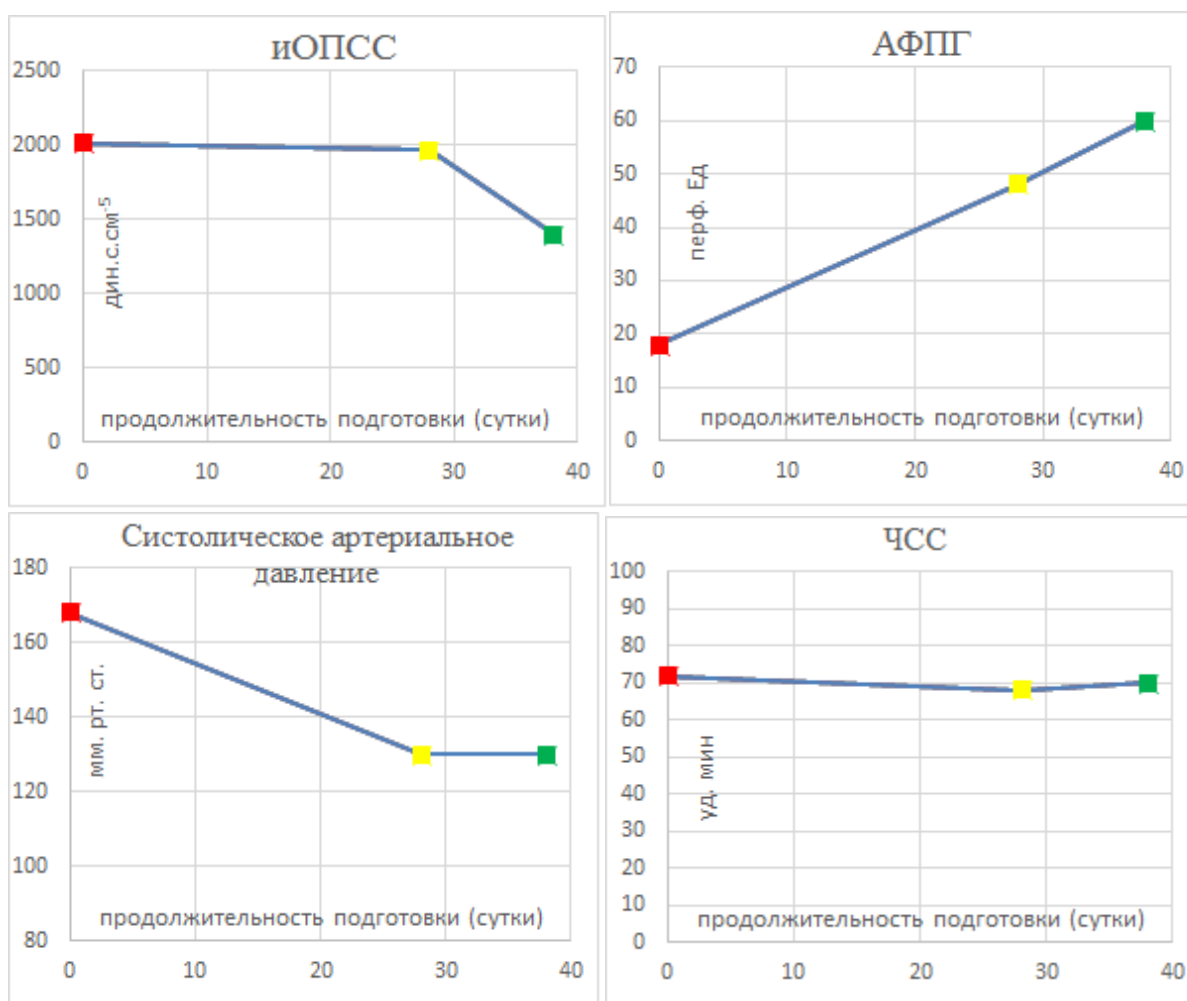 иОПСС
2500
2000
1500
1000
500
0
дин.с.см-5
продолжительность подготовки (сутки)
0 10 20 30 40
АФПГ
70
60
50
40
30
20
10
0
перф. Ед
продолжительность подготовки (сутки)
0 10 20 30 40
Систолическое артериальное
давление
180
160
140
120
100
80
мм. рт. ст.
продолжительность подготовки (сутки)
0 10 20 30 40
ЧСС
100
90
80
70
60
50
40
30
20
10
0
уд. мин
продолжительность подготовки (сутки)
0 10 20 30 40